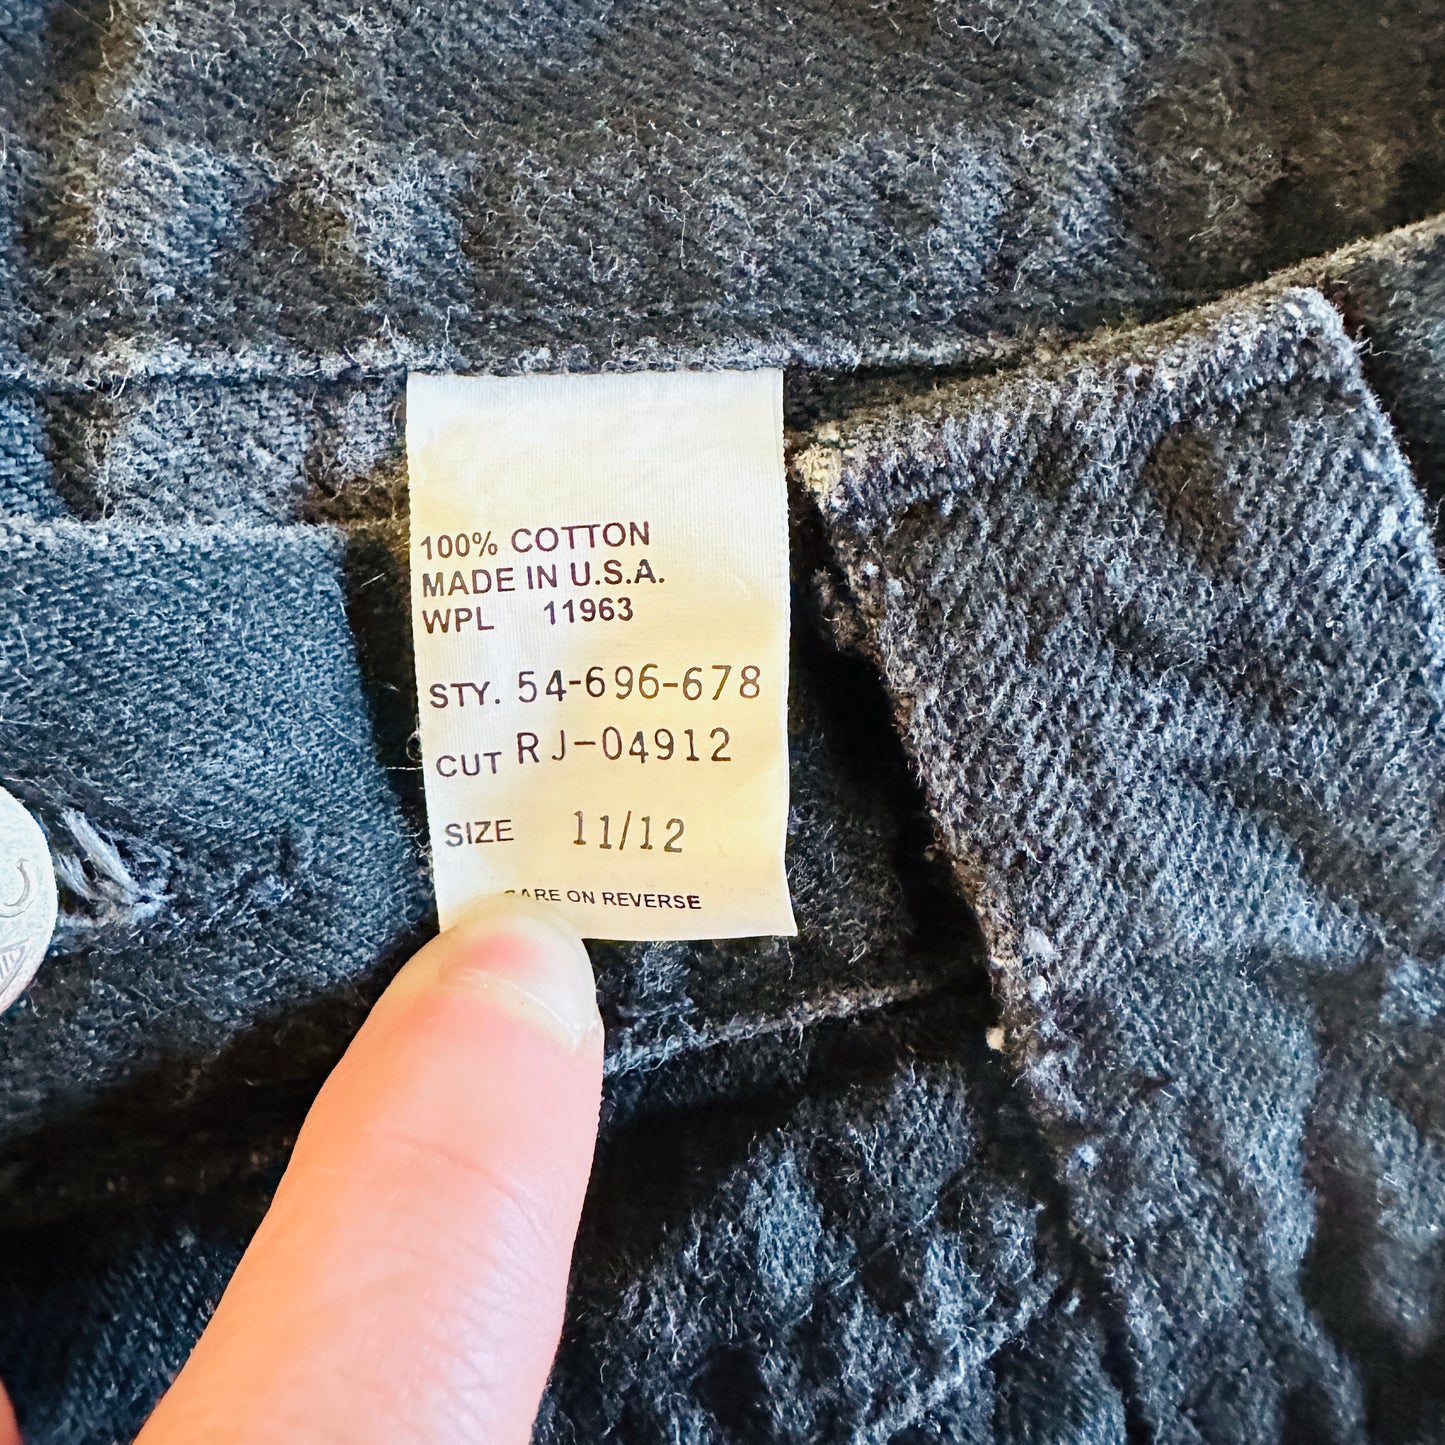 100% COTTON
MADE IN U.S.A.
WPL 11963
STY. 54-696-678
CUT RJ-04912
SIZE 11/12
CARE ON REVERSE